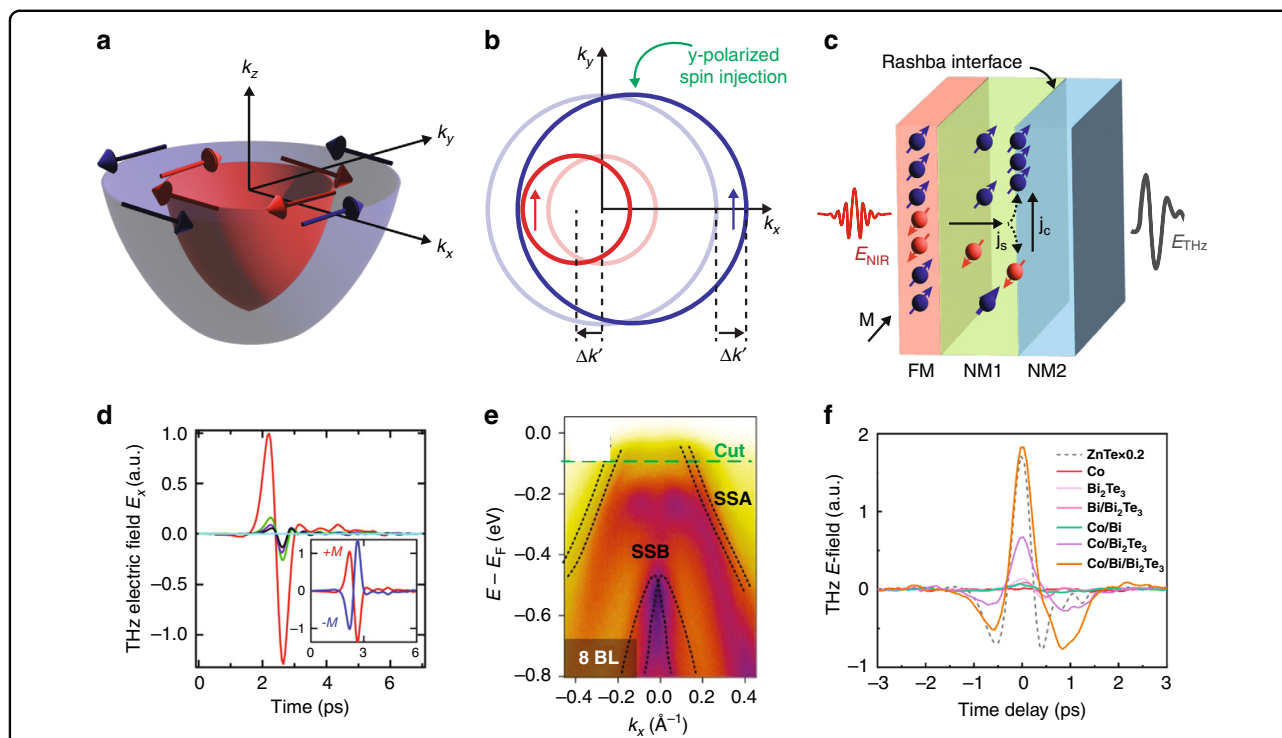 a
k_z
k_y
k_x
b
k_y
y-polarized
spin injection
k_x
Δk′
Δk′
c
Rashba interface
j_s
j_c
E_NIR
E_THz
M
FM
NM1
NM2
d
THz electric field E_x (a.u.)
1.0
0.5
0.0
−0.5
−1.0
0
2
4
6
Time (ps)
+M
-M
1
0
−1
0
3
6
e
E − E_F (eV)
0.0
−0.2
−0.4
−0.6
−0.8
Cut
SSA
SSB
8 BL
−0.4
−0.2
0.0
0.2
0.4
k_x (Å⁻¹)
f
THz E-field (a.u.)
2
1
0
−1
ZnTe×0.2
Co
Bi₂Te₃
Bi/Bi₂Te₃
Co/Bi
Co/Bi₂Te₃
Co/Bi/Bi₂Te₃
−3
−2
−1
0
1
2
3
Time delay (ps)